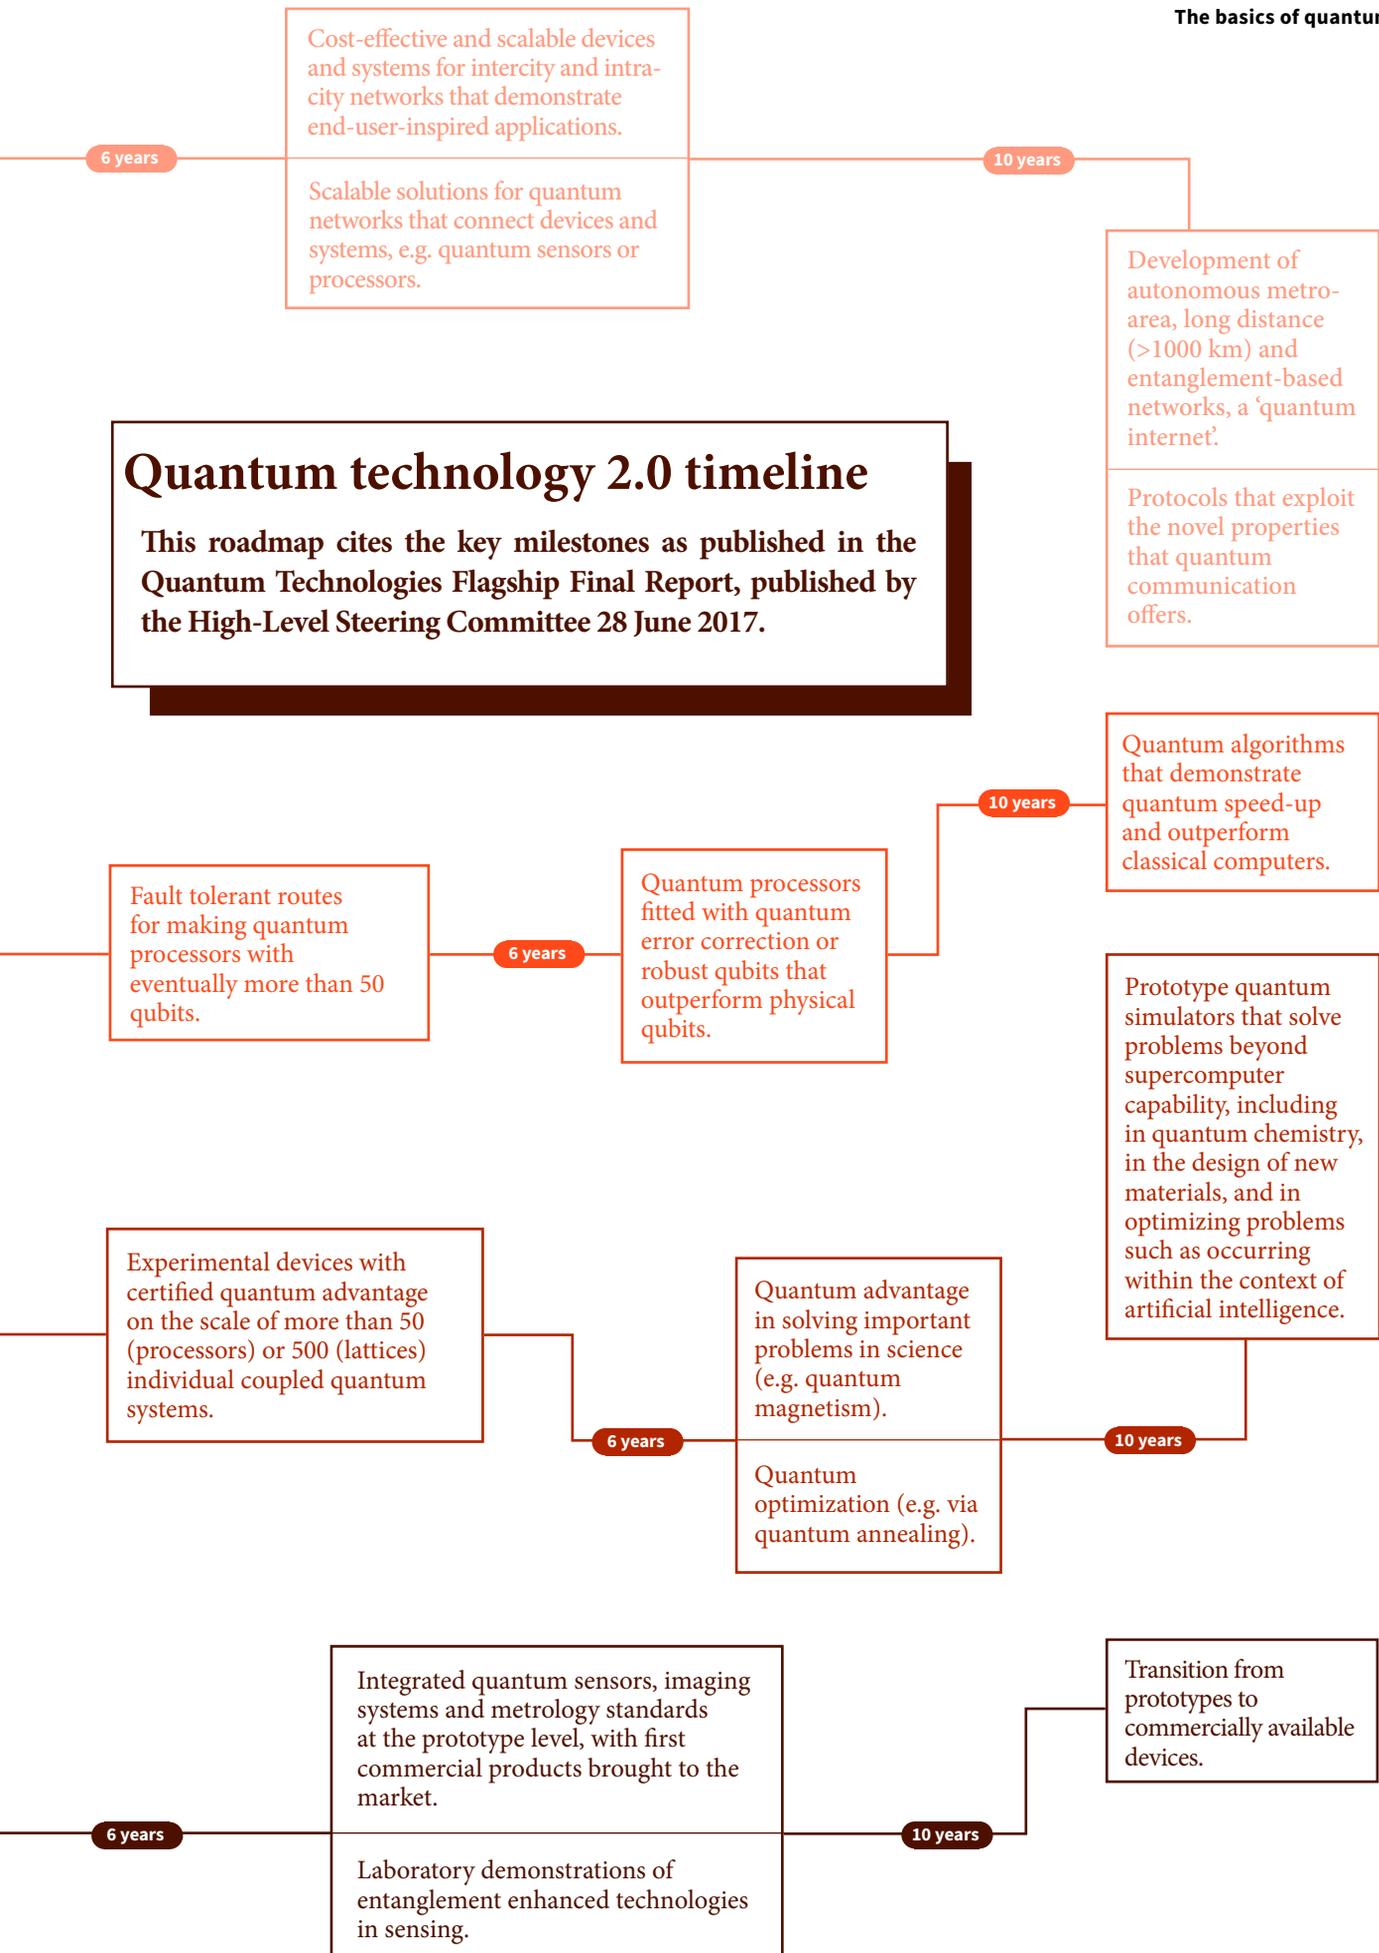 The basics of quantum
Cost-effective and scalable devices
and systems for intercity and intra-
city networks that demonstrate
end-user-inspired applications.
6 years
10 years
Scalable solutions for quantum
networks that connect devices and
systems, e.g. quantum sensors or
processors.
Development of
autonomous metro-
area, long distance
(>1000 km) and
entanglement-based
networks, a ‘quantum
internet’.
Protocols that exploit
the novel properties
that quantum
communication
offers.
Quantum technology 2.0 timeline
This roadmap cites the key milestones as published in the
Quantum Technologies Flagship Final Report, published by
the High-Level Steering Committee 28 June 2017.
Fault tolerant routes
for making quantum
processors with
eventually more than 50
qubits.
6 years
Quantum processors
fitted with quantum
error correction or
robust qubits that
outperform physical
qubits.
10 years
Quantum algorithms
that demonstrate
quantum speed-up
and outperform
classical computers.
Experimental devices with
certified quantum advantage
on the scale of more than 50
(processors) or 500 (lattices)
individual coupled quantum
systems.
6 years
Quantum advantage
in solving important
problems in science
(e.g. quantum
magnetism).
Quantum
optimization (e.g. via
quantum annealing).
10 years
Prototype quantum
simulators that solve
problems beyond
supercomputer
capability, including
in quantum chemistry,
in the design of new
materials, and in
optimizing problems
such as occurring
within the context of
artificial intelligence.
6 years
Integrated quantum sensors, imaging
systems and metrology standards
at the prototype level, with first
commercial products brought to the
market.
Laboratory demonstrations of
entanglement enhanced technologies
in sensing.
10 years
Transition from
prototypes to
commercially available
devices.